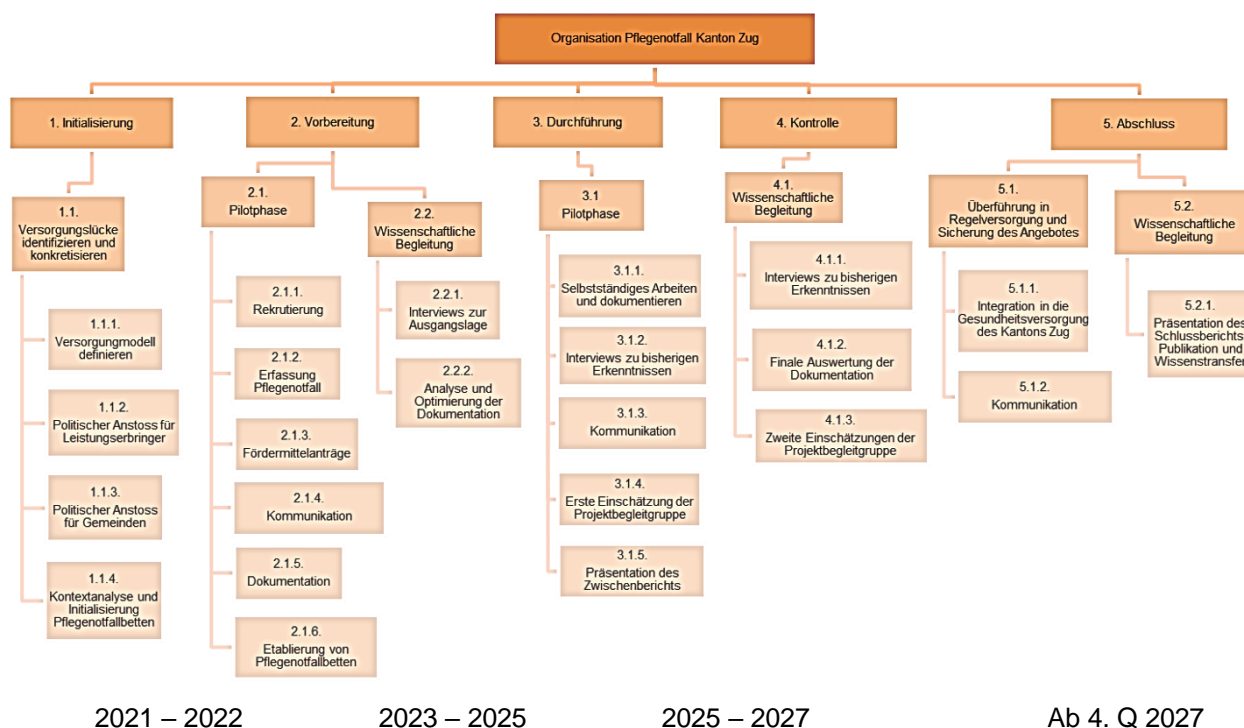 Organisation Pflegenotfall Kanton Zug
1. Initialisierung
2. Vorbereitung
3. Durchführung
4. Kontrolle
5. Abschluss
1.1.
Versorgungslücke
identifizieren und
konkretisieren
1.1.1.
Versorgungmodell
definieren
1.1.2.
Politischer Anstoss für
Leistungserbringer
1.1.3.
Politischer Anstoss
für Gemeinden
1.1.4.
Kontextanalyse und
Initialisierung
Pflegenotfallbetten
2.1.
Pilotphase
2.1.1.
Rekrutierung
2.1.2.
Erfassung
Pflegenotfall
2.1.3.
Fördermittelanträge
2.1.4.
Kommunikation
2.1.5.
Dokumentation
2.1.6.
Etablierung von
Pflegenotfallbetten
2.2.
Wissenschaftliche
Begleitung
2.2.1.
Interviews zur
Ausgangslage
2.2.2.
Analyse und
Optimierung der
Dokumentation
3.1
Pilotphase
3.1.1.
Selbstständiges Arbeiten
und dokumentieren
3.1.2.
Interviews zu bisherigen
Erkenntnissen
3.1.3.
Kommunikation
3.1.4.
Erste Einschätzung der
Projektbegleitgruppe
3.1.5.
Präsentation des
Zwischenberichts
4.1.
Wissenschaftliche
Begleitung
4.1.1.
Interviews zu bisherigen
Erkenntnissen
4.1.2.
Finale Auswertung der
Dokumentation
4.1.3.
Zweite Einschätzungen der
Projektbegleitgruppe
5.1.
Überführung in
Regelversorgung und
Sicherung des Angebotes
5.1.1.
Integration in die
Gesundheitsversorgung
des Kantons Zug
5.1.2.
Kommunikation
5.2.
Wissenschaftliche
Begleitung
5.2.1.
Präsentation des
Schlussberichts
Publikation und
Wissenstransfer
2021 – 2022
2023 – 2025
2025 – 2027
Ab 4. Q 2027